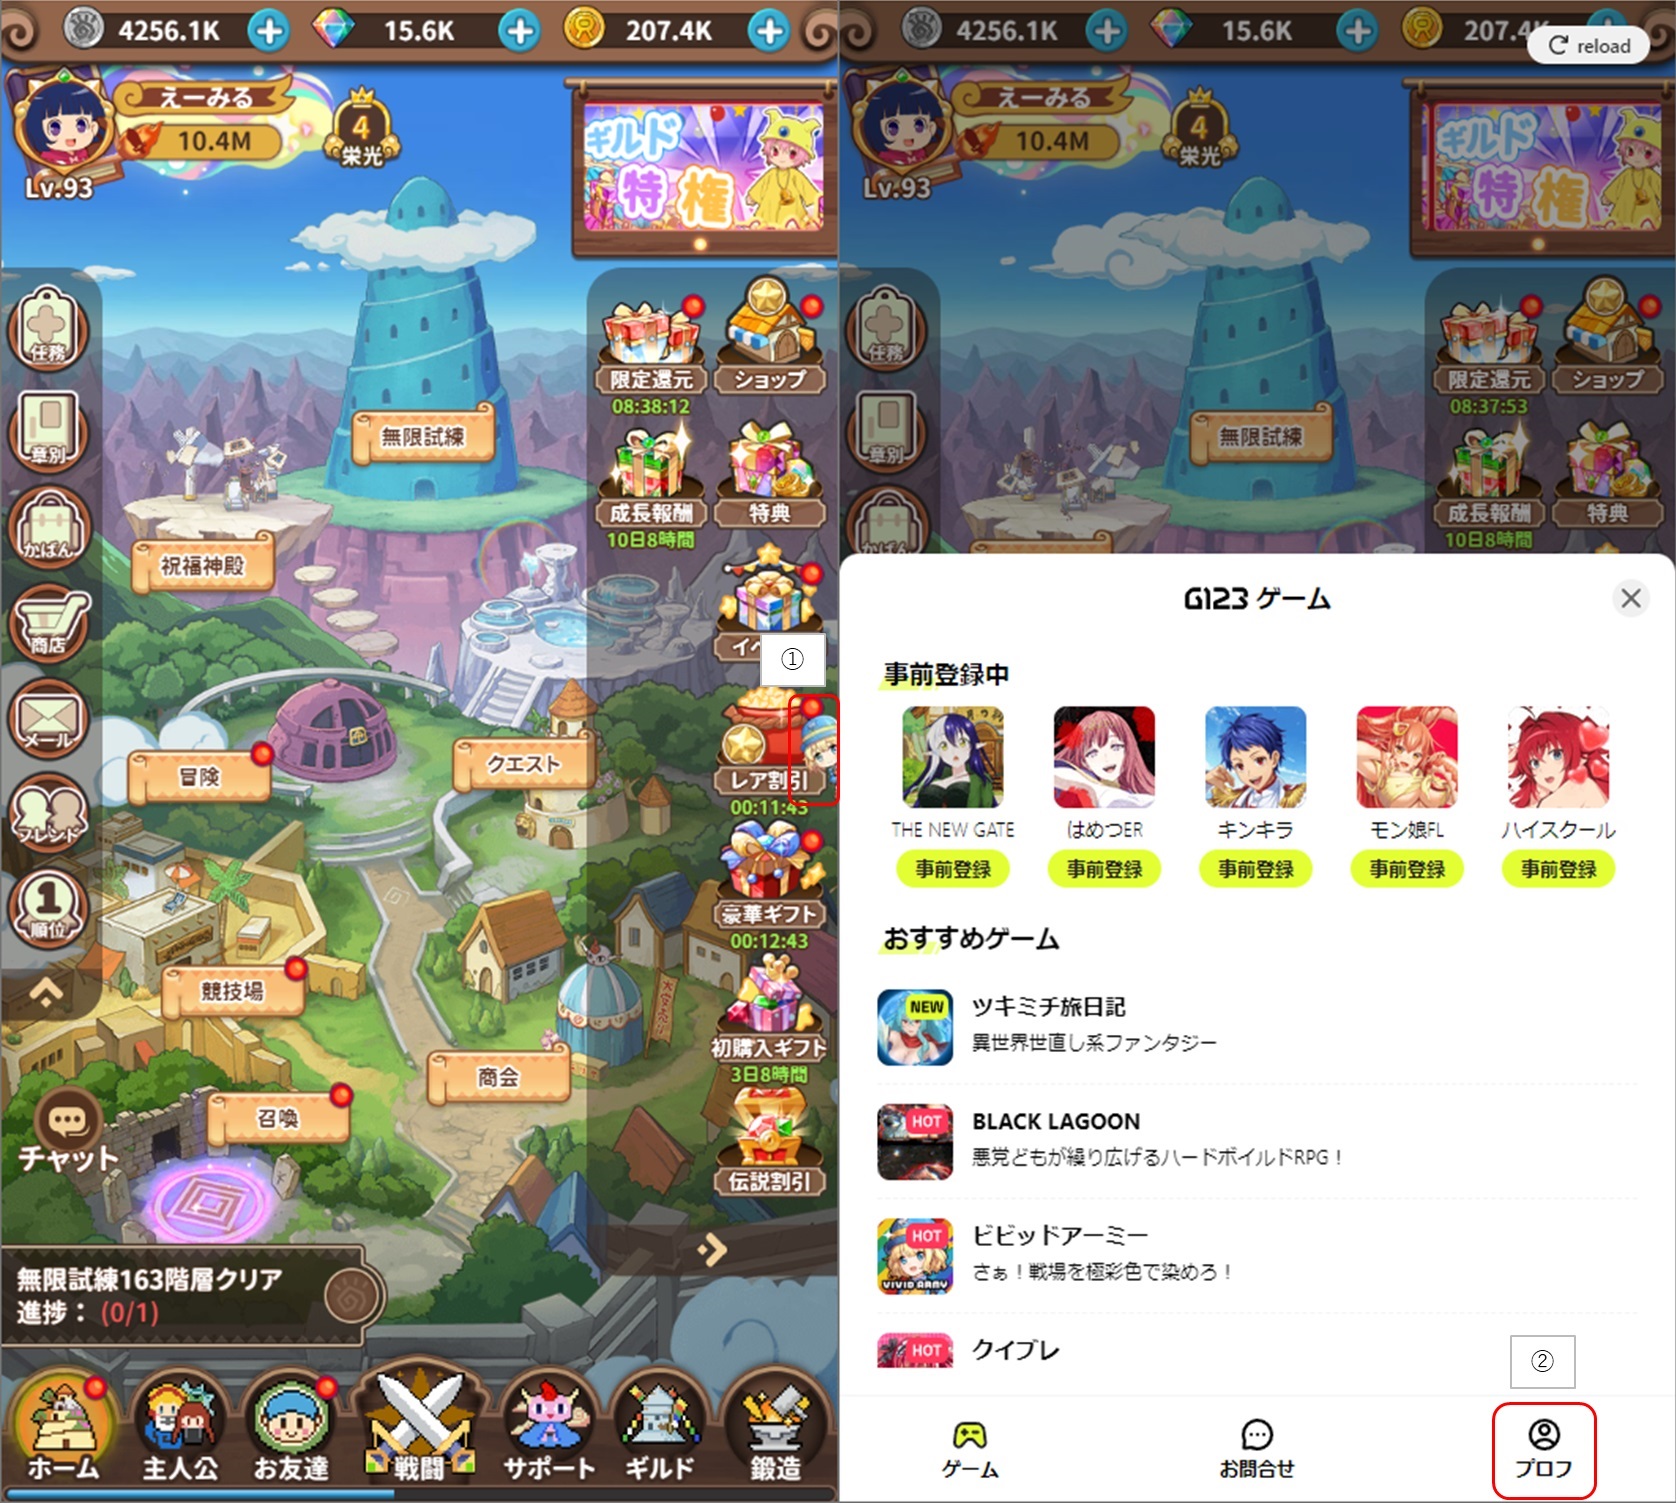 4256.1K
15.6K
207.4K
えーみる
10.4M
4
栄光
Lv.93
ギルド
特権
任務
章別
かばん
商店
メール
フレンド
1
順位
無限試練
祝福神殿
冒険
クエスト
競技場
商会
召喚
大安売り
限定還元
08:38:12
ショップ
成長報酬
10日8時間
特典
イベ
①
レア割引
00:11:43
豪華ギフト
00:12:43
初購入ギフト
3日8時間
伝説割引
チャット
無限試練163階層クリア
進捗：(0/1)
ホーム
主人公
お友達
戦闘
サポート
ギルド
鍛造
4256.1K
15.6K
207.4K
reload
えーみる
10.4M
4
栄光
Lv.93
ギルド
特権
任務
章別
かばん
無限試練
限定還元
08:37:53
ショップ
成長報酬
10日8時間
特典
G123 ゲーム
事前登録中
THE NEW GATE
はめつER
キンキラ
モン娘FL
ハイスクール
事前登録
事前登録
事前登録
事前登録
事前登録
おすすめゲーム
NEW
ツキミチ旅日記
異世界世直し系ファンタジー
HOT
BLACK LAGOON
悪党どもが繰り広げるハードボイルドRPG！
HOT
VIVID ARMY
ビビッドアーミー
さぁ！戦場を極彩色で染めろ！
HOT
クイブレ
②
ゲーム
お問合せ
プロフ